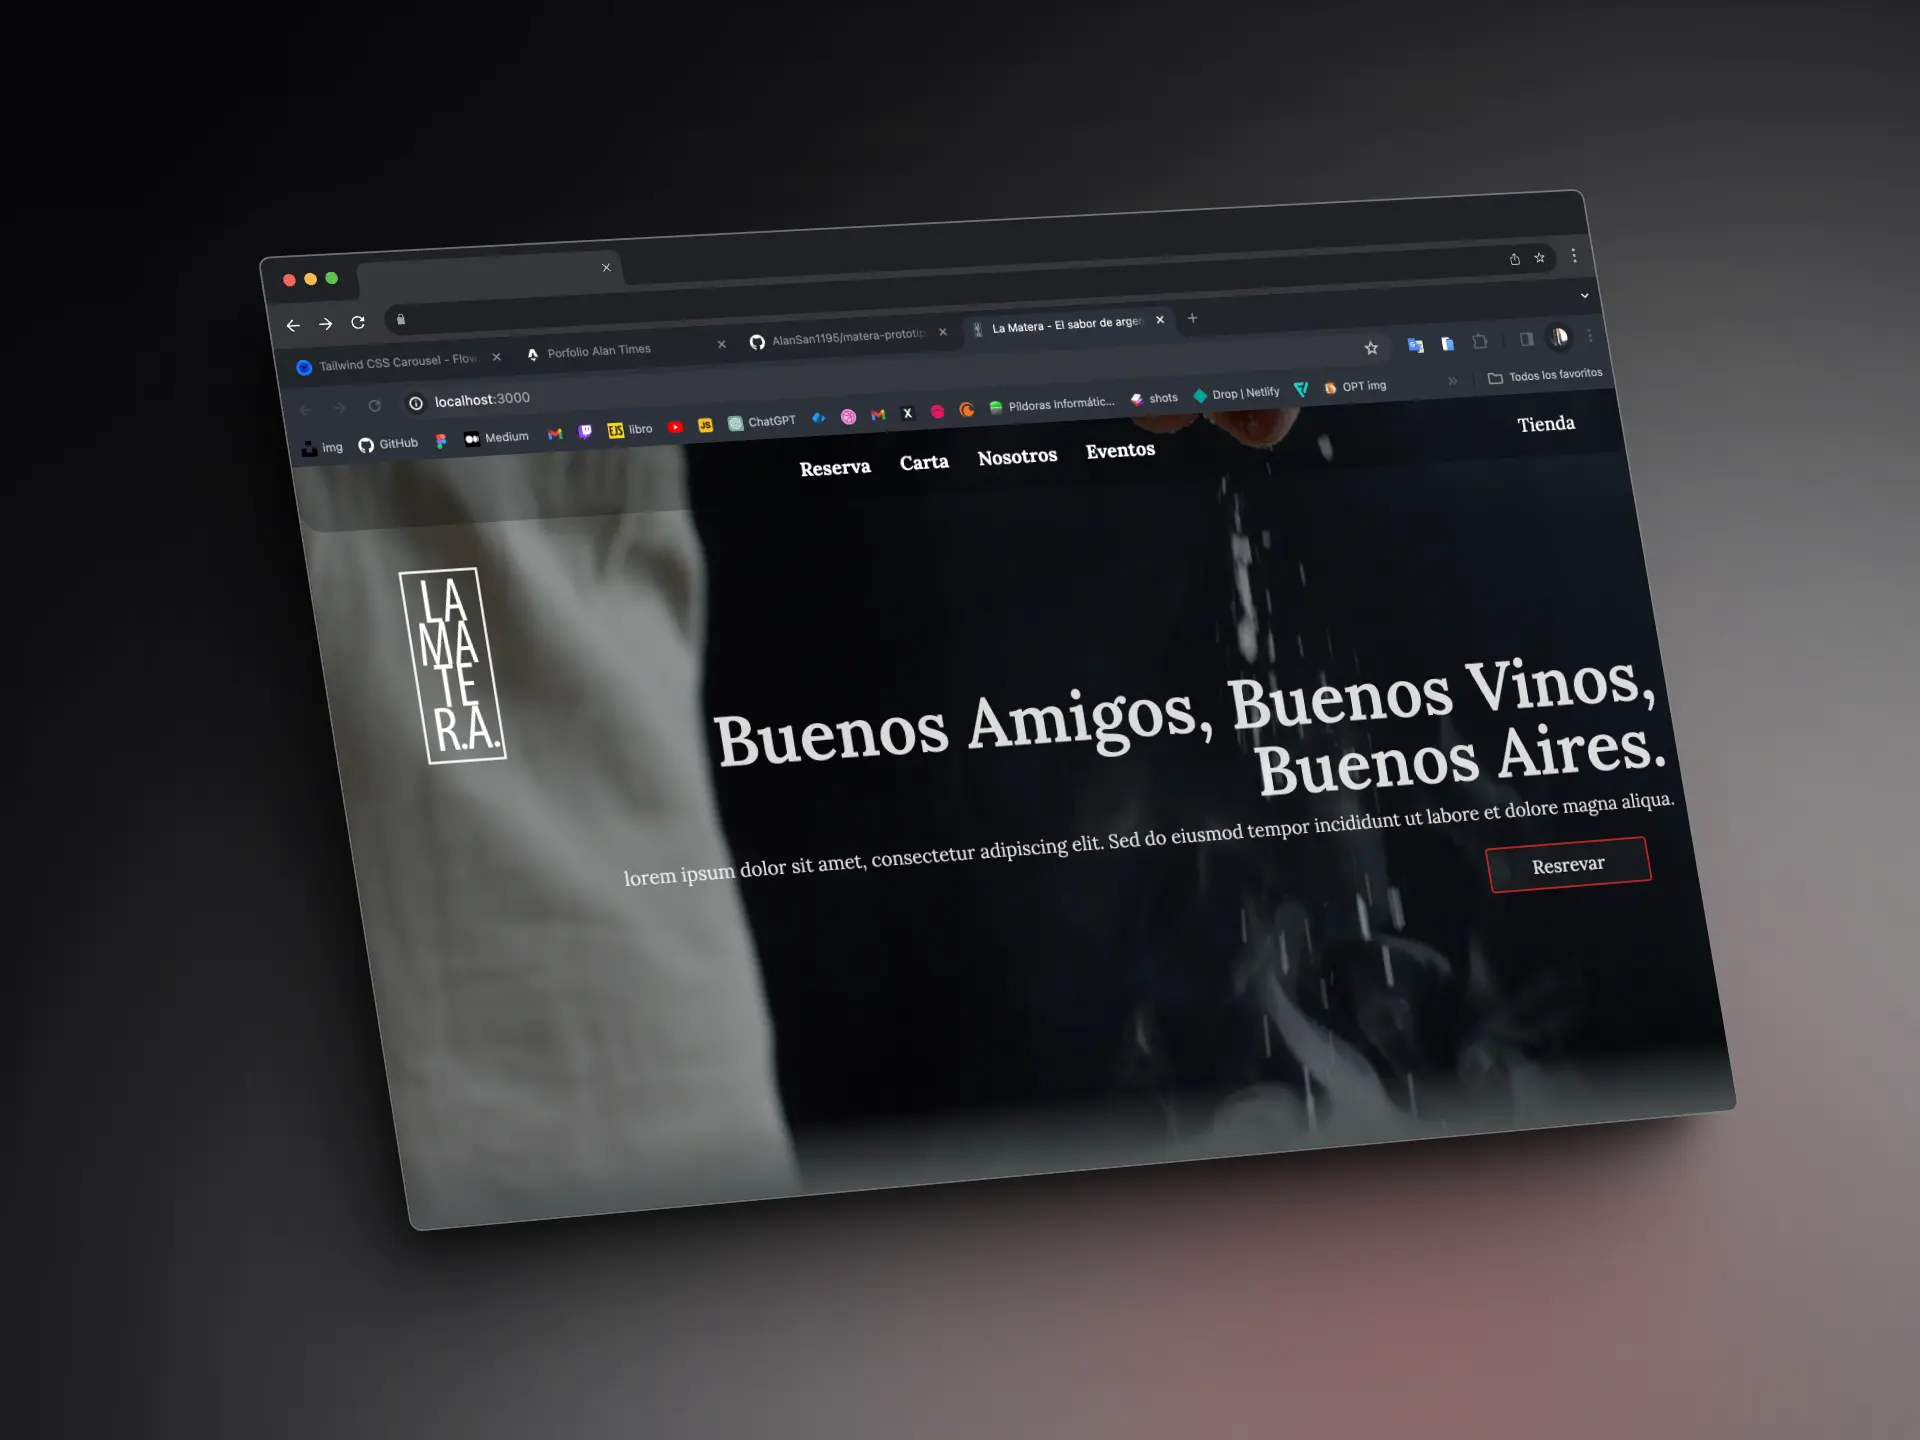 Tailwind CSS Carousel - Flow
Porfolio Alan Times
AlanSan1195/matera-prototip
La Matera - El sabor de argen
localhost:3000
img
GitHub
Medium
EJS libro
JS
ChatGPT
X
Píldoras Informátic...
shots
Drop | Netlify
OPT img
Todos los favoritos
Reserva
Carta
Nosotros
Eventos
Tienda
LA
MA
TE
R.A.
Buenos Amigos, Buenos Vinos,
Buenos Aires.
lorem ipsum dolor sit amet, consectetur adipiscing elit. Sed do eiusmod tempor incididunt ut labore et dolore magna aliqua.
Resrevar